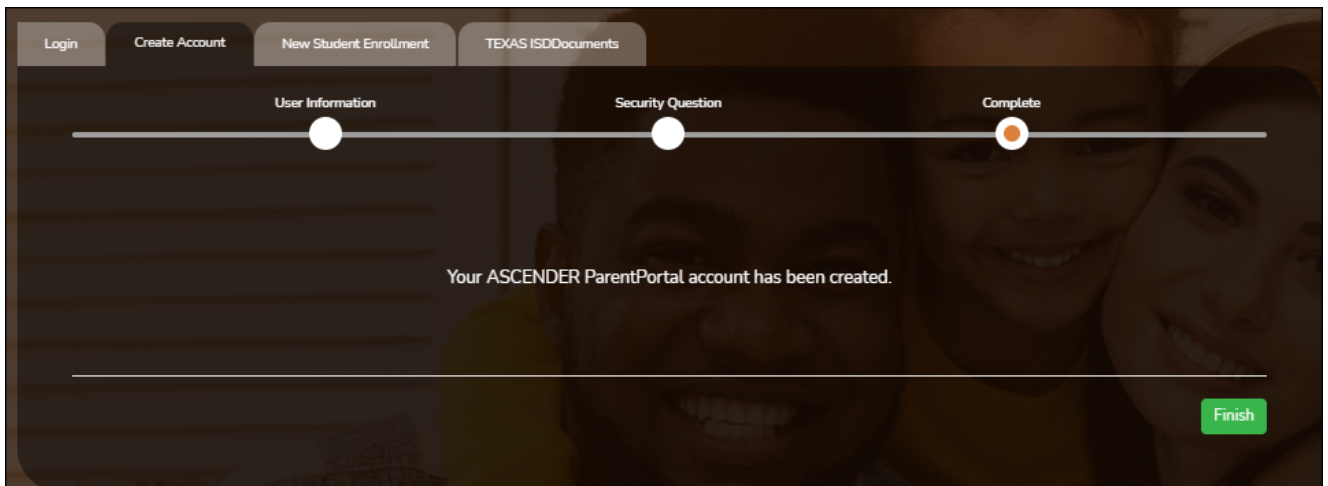 Login Create Account New Student Enrollment TEXAS ISDDocuments
User Information Security Question Complete
Your ASCENDER ParentPortal account has been created.
Finish